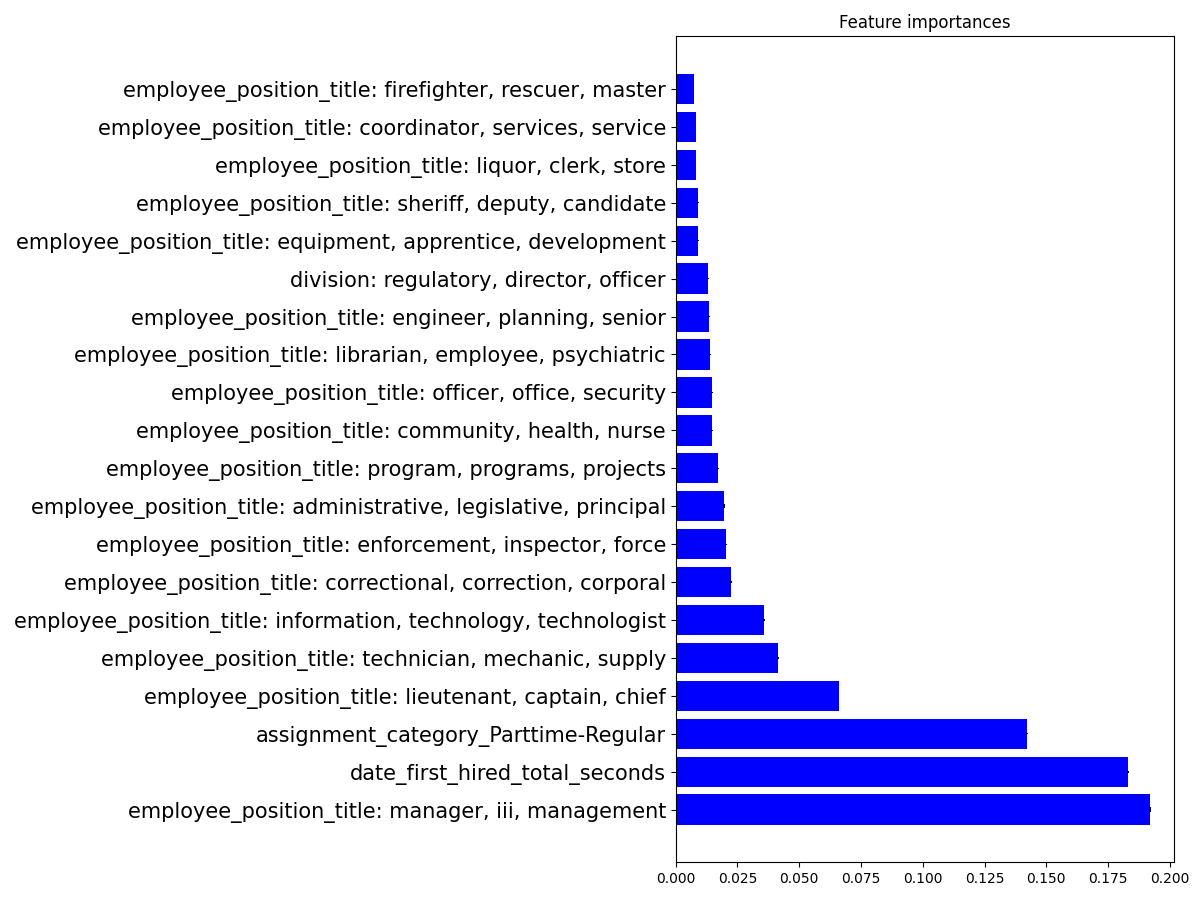 Feature importances
employee_position_title: firefighter, rescuer, master
employee_position_title: coordinator, services, service
employee_position_title: liquor, clerk, store
employee_position_title: sheriff, deputy, candidate
employee_position_title: equipment, apprentice, development
division: regulatory, director, officer
employee_position_title: engineer, planning, senior
employee_position_title: librarian, employee, psychiatric
employee_position_title: officer, office, security
employee_position_title: community, health, nurse
employee_position_title: program, programs, projects
employee_position_title: administrative, legislative, principal
employee_position_title: enforcement, inspector, force
employee_position_title: correctional, correction, corporal
employee_position_title: information, technology, technologist
employee_position_title: technician, mechanic, supply
employee_position_title: lieutenant, captain, chief
assignment_category_Parttime-Regular
date_first_hired_total_seconds
employee_position_title: manager, iii, management
0.000 0.025 0.050 0.075 0.100 0.125 0.150 0.175 0.200